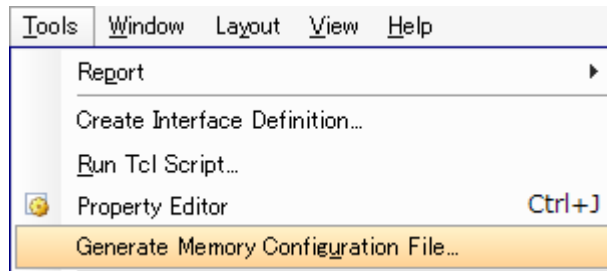 Tools Window Layout View Help
Report
Create Interface Definition...
Run Tcl Script...
Property Editor Ctrl+J
Generate Memory Configuration File...